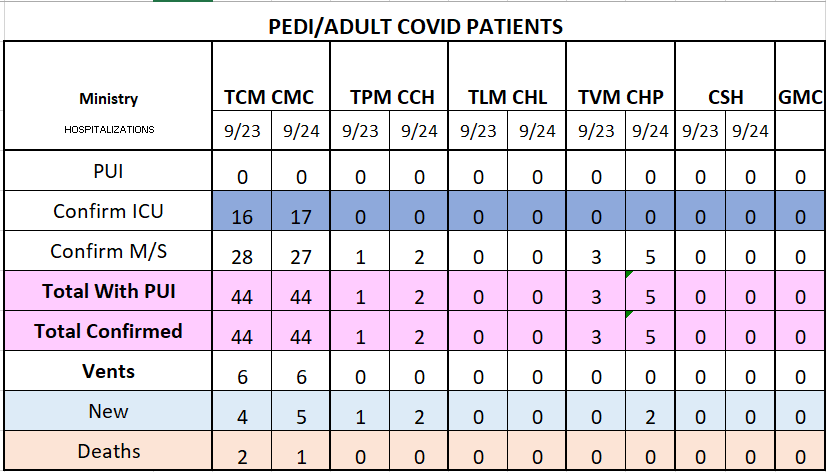 PEDI/ADULT COVID PATIENTS
Ministry TCM CMC TPM CCH TLM CHL TVM CHP CSH GMC
HOSPITALIZATIONS 9/23 9/24 9/23 9/24 9/23 9/24 9/23 9/24 9/23 9/24
PUI 0 0 0 0 0 0 0 0 0 0 0
Confirm ICU 16 17 0 0 0 0 0 0 0 0 0
Confirm M/S 28 27 1 2 0 0 3 5 0 0 0
Total With PUI 44 44 1 2 0 0 3 5 0 0 0
Total Confirmed 44 44 1 2 0 0 3 5 0 0 0
Vents 6 6 0 0 0 0 0 0 0 0 0
New 4 5 1 2 0 0 0 2 0 0 0
Deaths 2 1 0 0 0 0 0 0 0 0 0